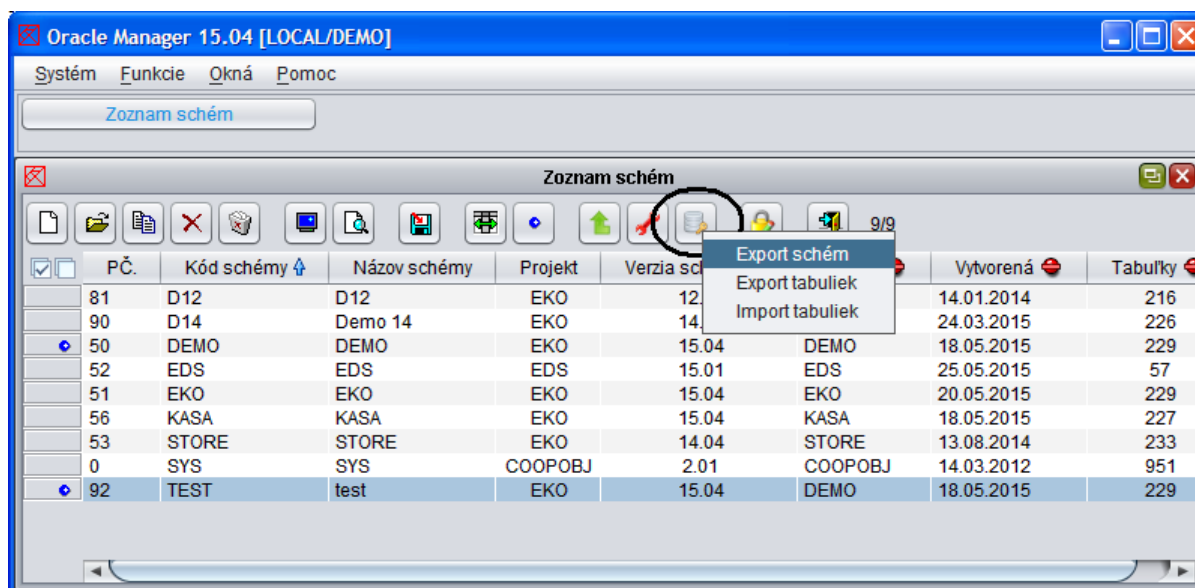 Oracle Manager 15.04 [LOCAL/DEMO]
Systém Funkcie Okná Pomoc
Zoznam schém
Zoznam schém
9/9
Export schém
Export tabuliek
Import tabuliek
PČ. Kód schémy Názov schémy Projekt Verzia Vytvorená Tabuľky
81 D12 D12 EKO 12. 14.01.2014 216
90 D14 Demo 14 EKO 14. 24.03.2015 226
50 DEMO DEMO EKO 15.04 DEMO 18.05.2015 229
52 EDS EDS EDS 15.01 EDS 25.05.2015 57
51 EKO EKO EKO 15.04 EKO 20.05.2015 229
56 KASA KASA EKO 15.04 KASA 18.05.2015 227
53 STORE STORE EKO 14.04 STORE 13.08.2014 233
0 SYS SYS COOPOBJ 2.01 COOPOBJ 14.03.2012 951
92 TEST test EKO 15.04 DEMO 18.05.2015 229